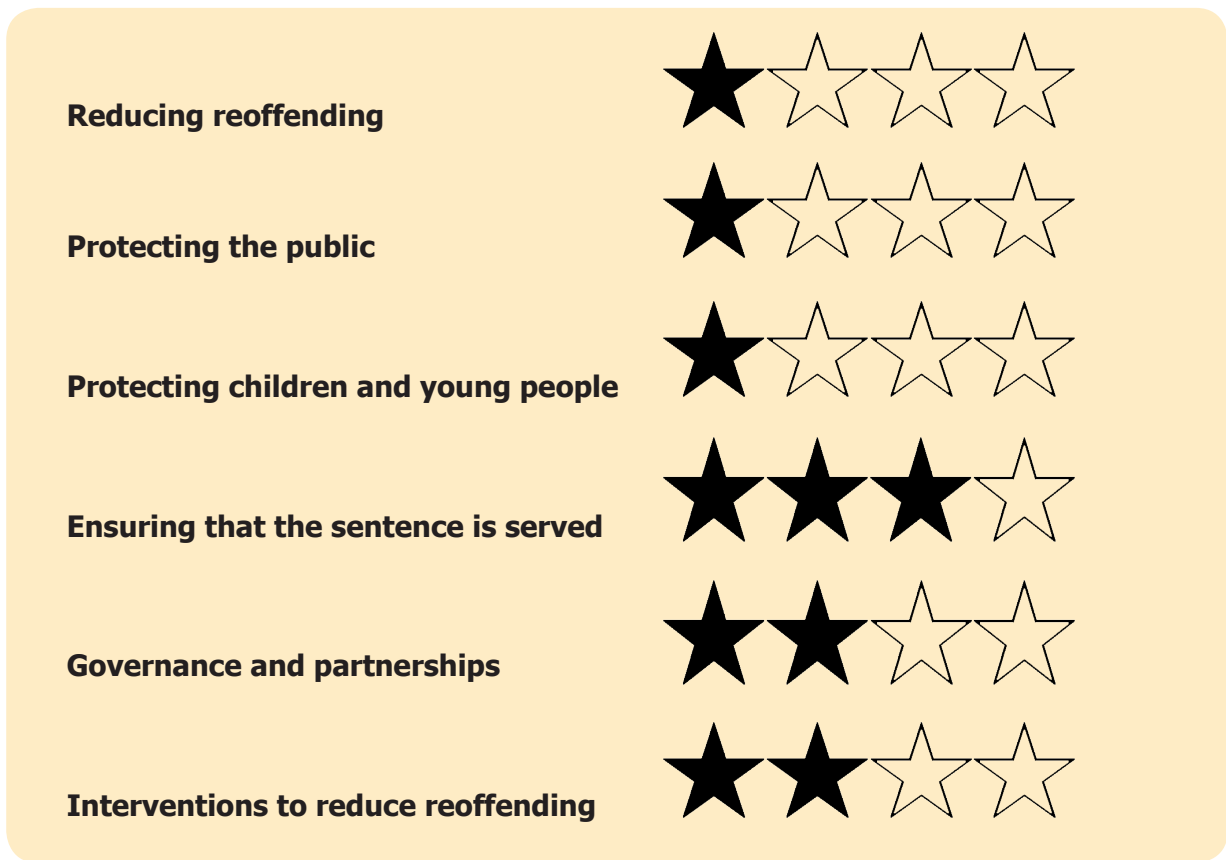 Reducing reoffending
Protecting the public
Protecting children and young people
Ensuring that the sentence is served
Governance and partnerships
Interventions to reduce reoffending